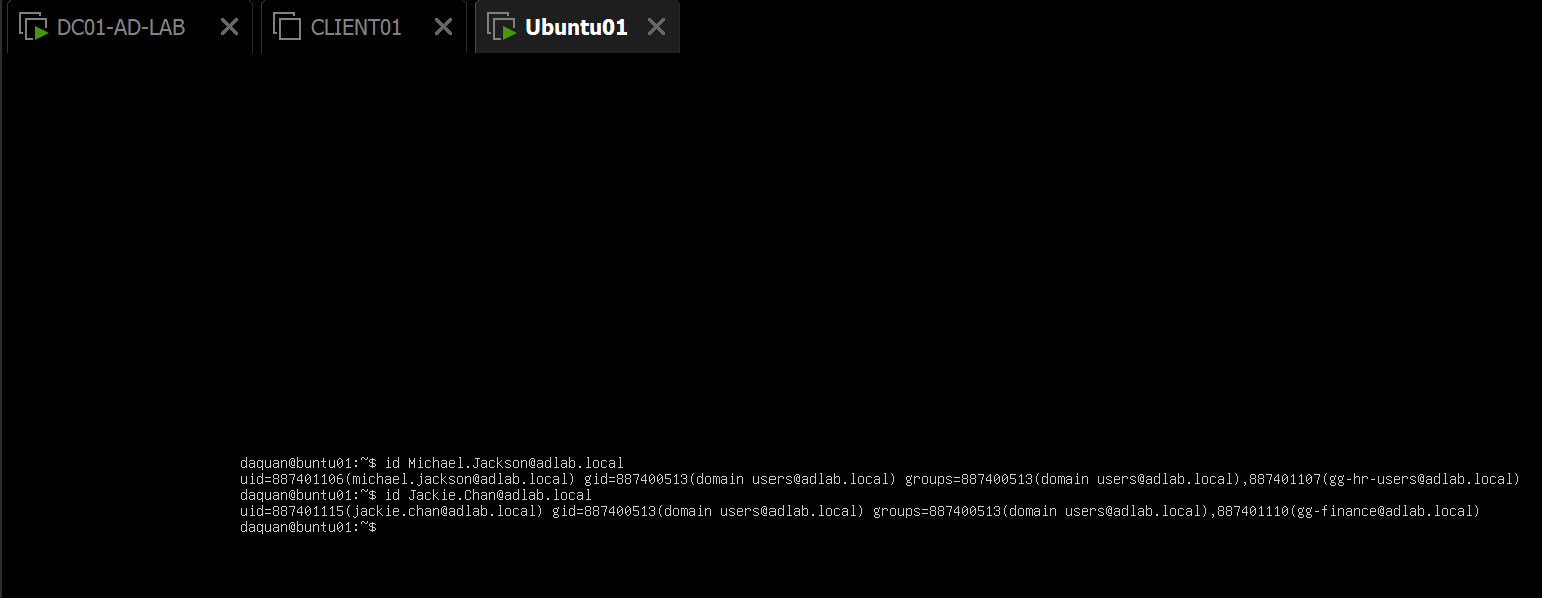 DC01-AD-LAB CLIENT01 Ubuntu01
daquan@buntu01:~$ id Michael.Jackson@adlab.local
uid=887401106(michael.jackson@adlab.local) gid=887400513(domain users@adlab.local) groups=887400513(domain users@adlab.local),887401107(gg-hr-users@adlab.local)
daquan@buntu01:~$ id Jackie.Chan@adlab.local
uid=887401115(jackie.chan@adlab.local) gid=887400513(domain users@adlab.local) groups=887400513(domain users@adlab.local),887401110(gg-finance@adlab.local)
daquan@buntu01:~$